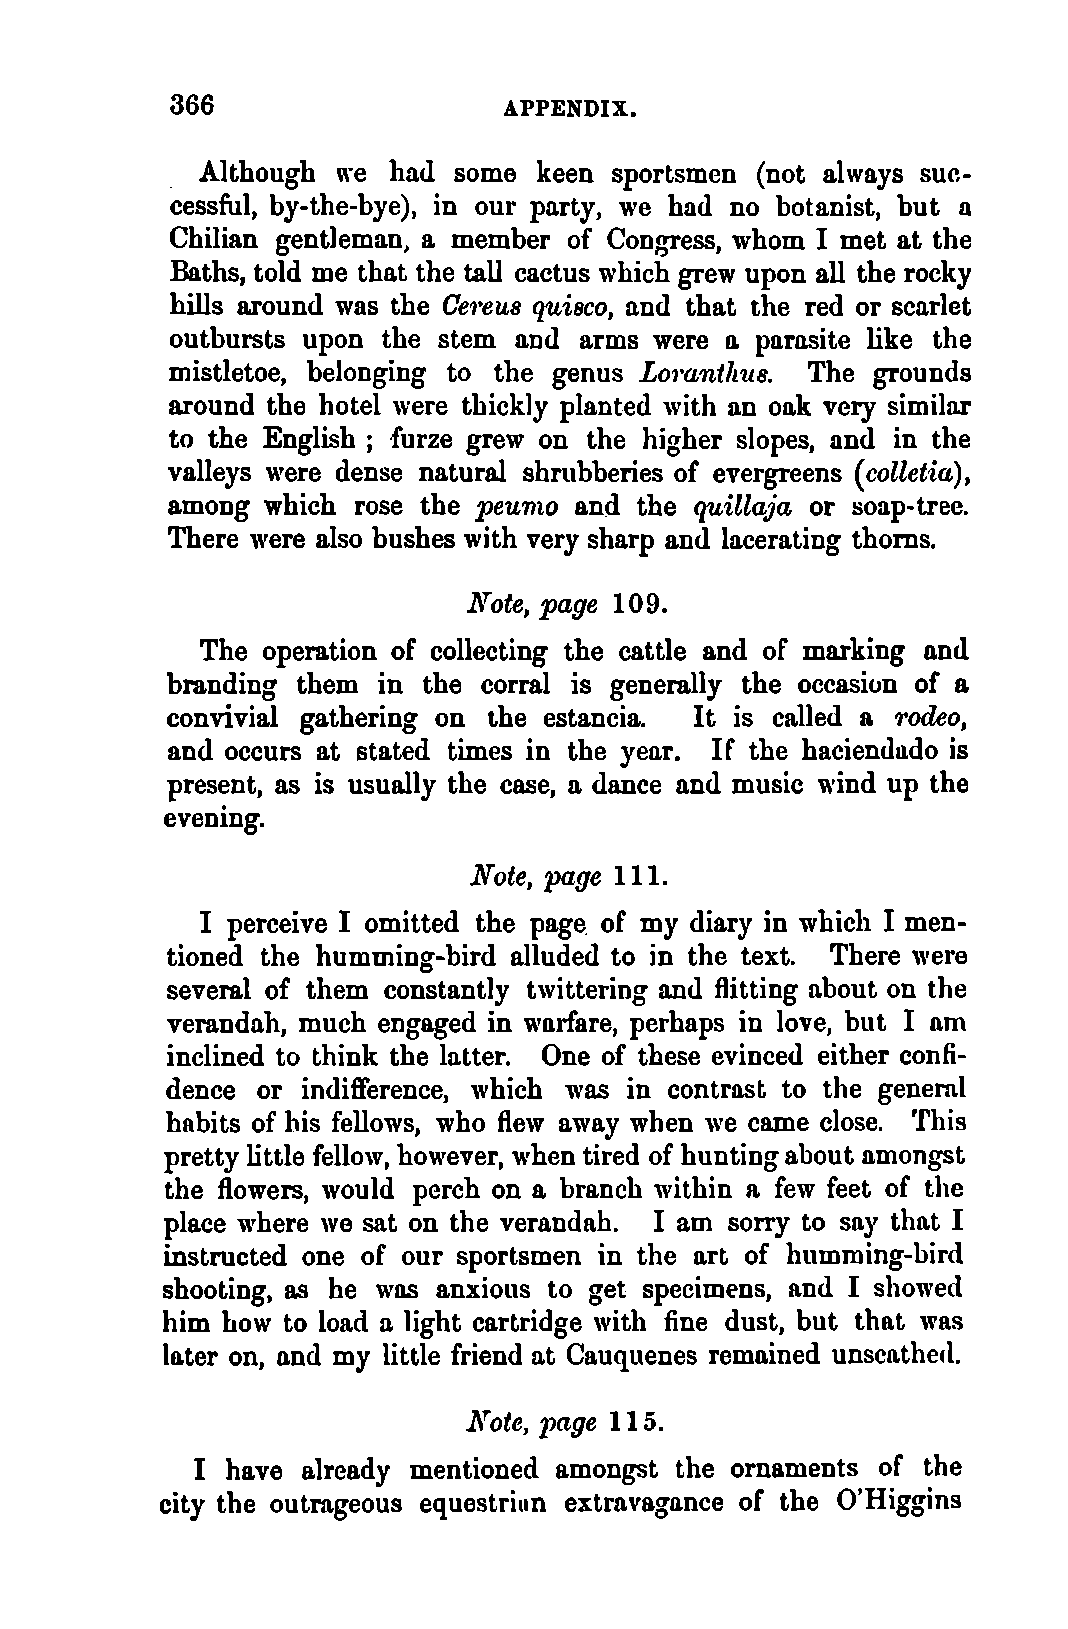 366 APPENDIX.
Although we had some keen sportsmen (not always suc-
cessful, by-the-bye), in our party, we had no botanist, but a
Chilian gentleman, a member of Congress, whom I met at the
Baths, told me that the tall cactus which grew upon all the rocky
hills around was the Cereus quisco, and that the red or scarlet
outbursts upon the stem and arms were a parasite like the
mistletoe, belonging to the genus Loranthus. The grounds
around the hotel were thickly planted with an oak very similar
to the English ; furze grew on the higher slopes, and in the
valleys were dense natural shrubberies of evergreens (colletia),
among which rose the peumo and the quillaja or soap-tree.
There were also bushes with very sharp and lacerating thorns.
Note, page 109.
The operation of collecting the cattle and of marking and
branding them in the corral is generally the occasion of a
convivial gathering on the estancia. It is called a rodeo,
and occurs at stated times in the year. If the haciendado is
present, as is usually the case, a dance and music wind up the
evening.
Note, page 111.
I perceive I omitted the page of my diary in which I men-
tioned the humming-bird alluded to in the text. There were
several of them constantly twittering and flitting about on the
verandah, much engaged in warfare, perhaps in love, but I am
inclined to think the latter. One of these evinced either confi-
dence or indifference, which was in contrast to the general
habits of his fellows, who flew away when we came close. This
pretty little fellow, however, when tired of hunting about amongst
the flowers, would perch on a branch within a few feet of the
place where we sat on the verandah. I am sorry to say that I
instructed one of our sportsmen in the art of humming-bird
shooting, as he was anxious to get specimens, and I showed
him how to load a light cartridge with fine dust, but that was
later on, and my little friend at Cauquenes remained unscathed.
Note, page 115.
I have already mentioned amongst the ornaments of the
city the outrageous equestrian extravagance of the O'Higgins